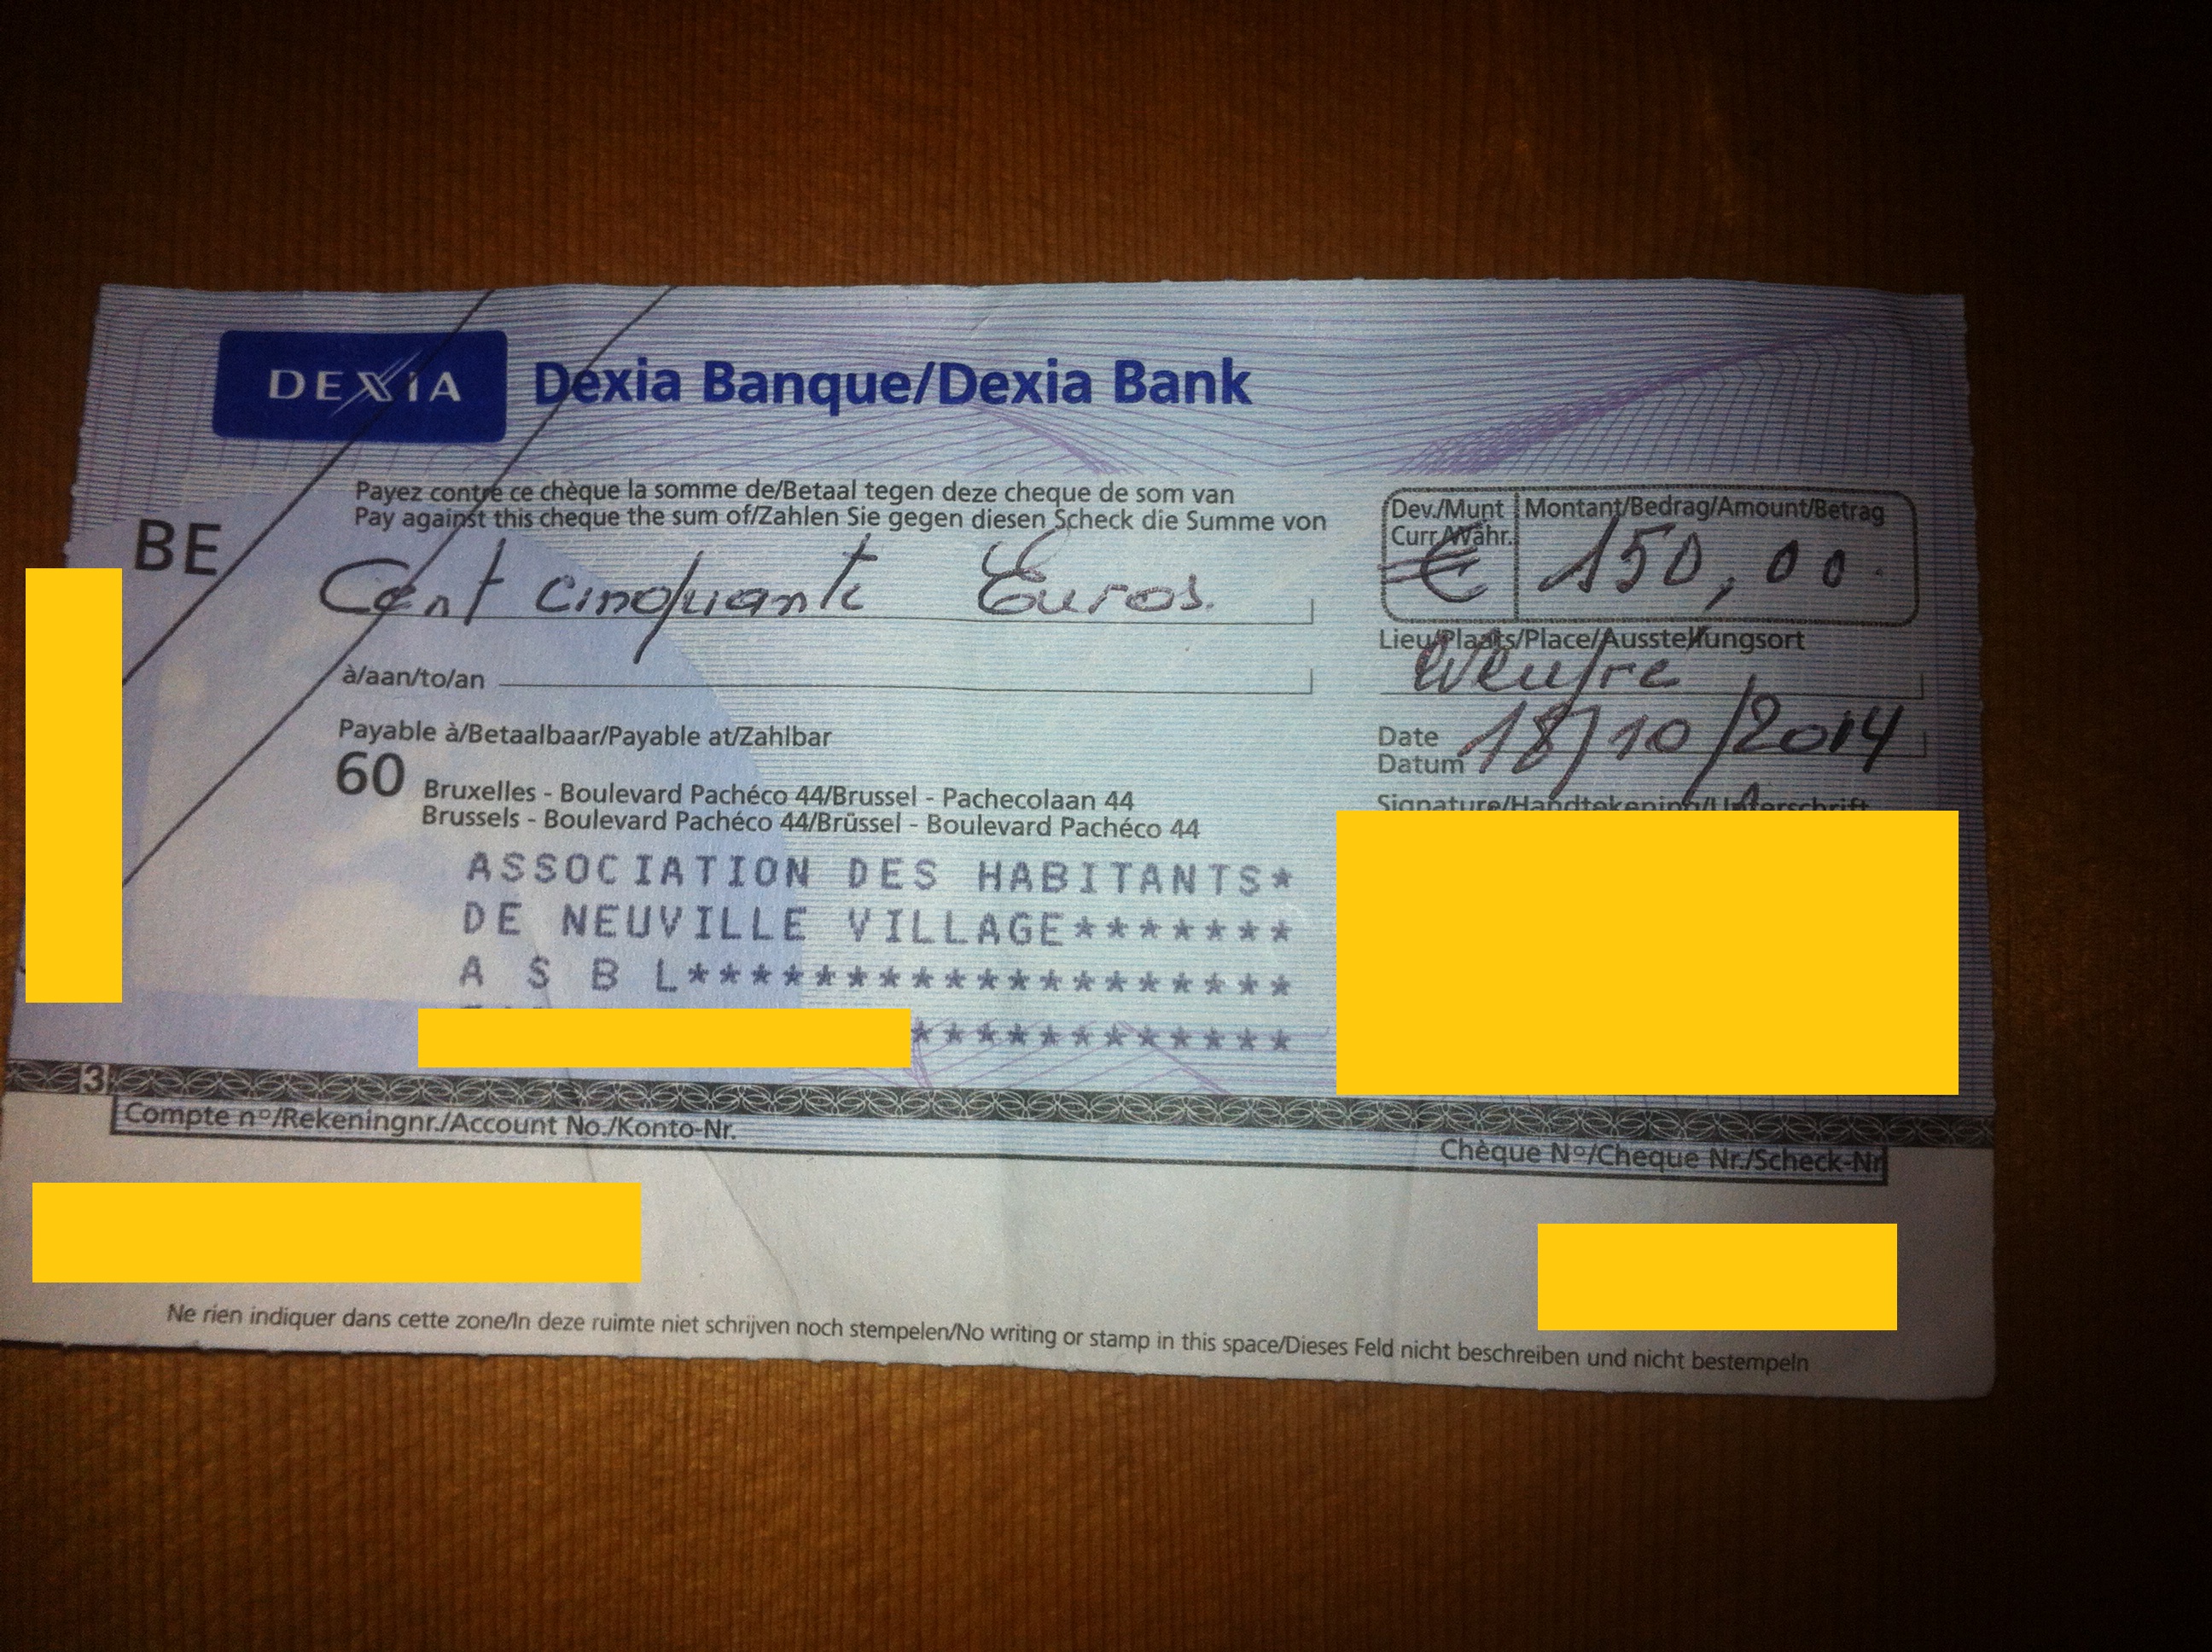 DEXIA Dexia Banque/Dexia Bank
Payez contre ce chèque la somme de/Betaal tegen deze cheque de som van
Pay against this cheque the sum of/Zahlen Sie gegen diesen Scheck die Summe von
BE
Cent cinquante Euros.
Dev./Munt Montant/Bedrag/Amount/Betrag
Curr./Währ.
€ 150,00
Lieu/Plaats/Place/Ausstellungsort
à/aan/to/an
Payable à/Betaalbaar/Payable at/Zahlbar
Date 18/10/2014
Datum
60 Bruxelles - Boulevard Pachéco 44/Brussel - Pachecolaan 44
Brussels - Boulevard Pachéco 44/Brüssel - Boulevard Pachéco 44
Signature/Handtekening/Unterschrift
ASSOCIATION DES HABITANTS*
DE NEUVILLE VILLAGE*******
A S B L*******************
************
3
Compte nº/Rekeningnr./Account No./Konto-Nr.
Chèque Nº/Cheque Nr./Scheck-Nr
Ne rien indiquer dans cette zone/In deze ruimte niet schrijven noch stempelen/No writing or stamp in this space/Dieses Feld nicht beschreiben und nicht bestempeln